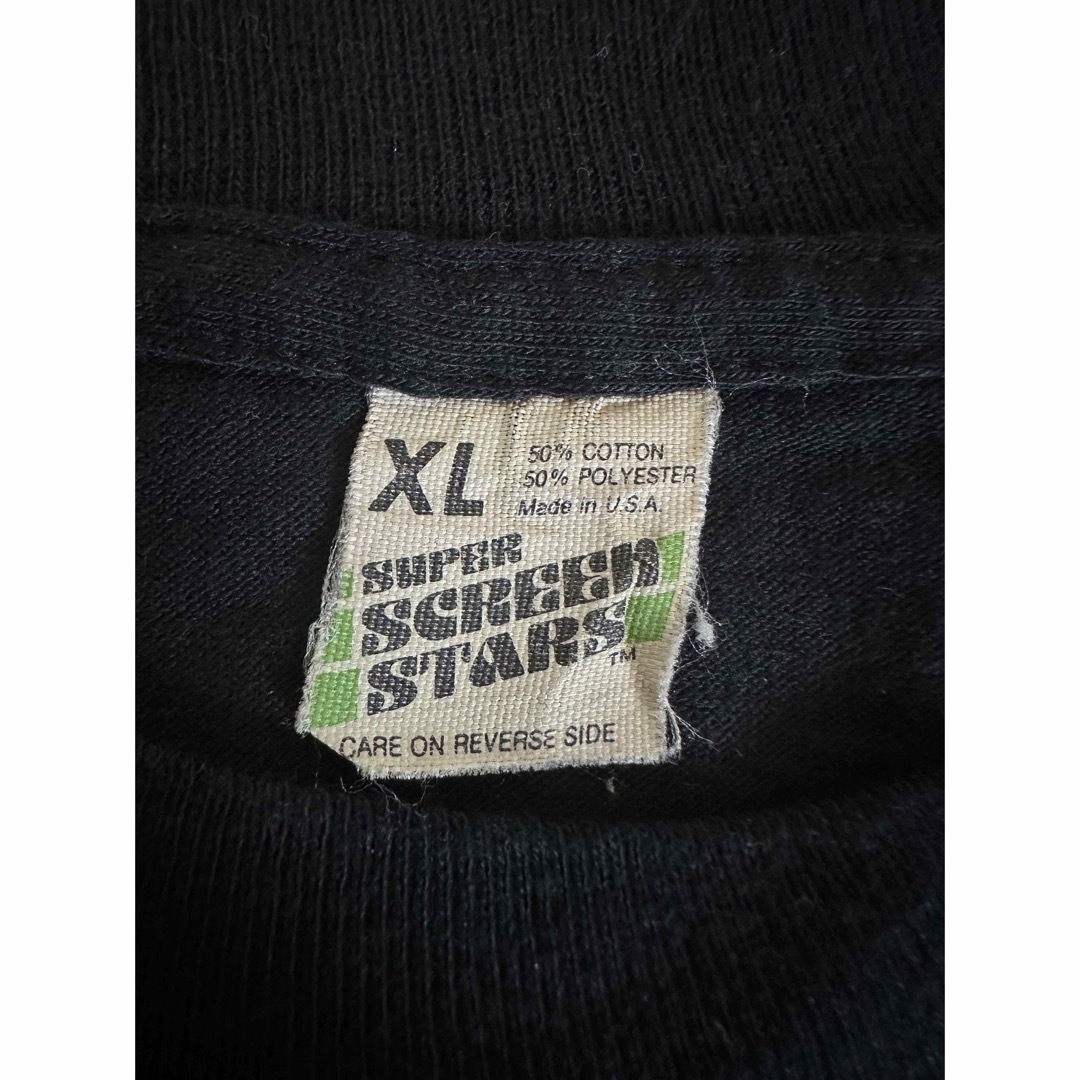 XL
50% COTTON
50% POLYESTER
Made in U.S.A.
SUPER
SCREEN
STARS TM
CARE ON REVERSE SIDE